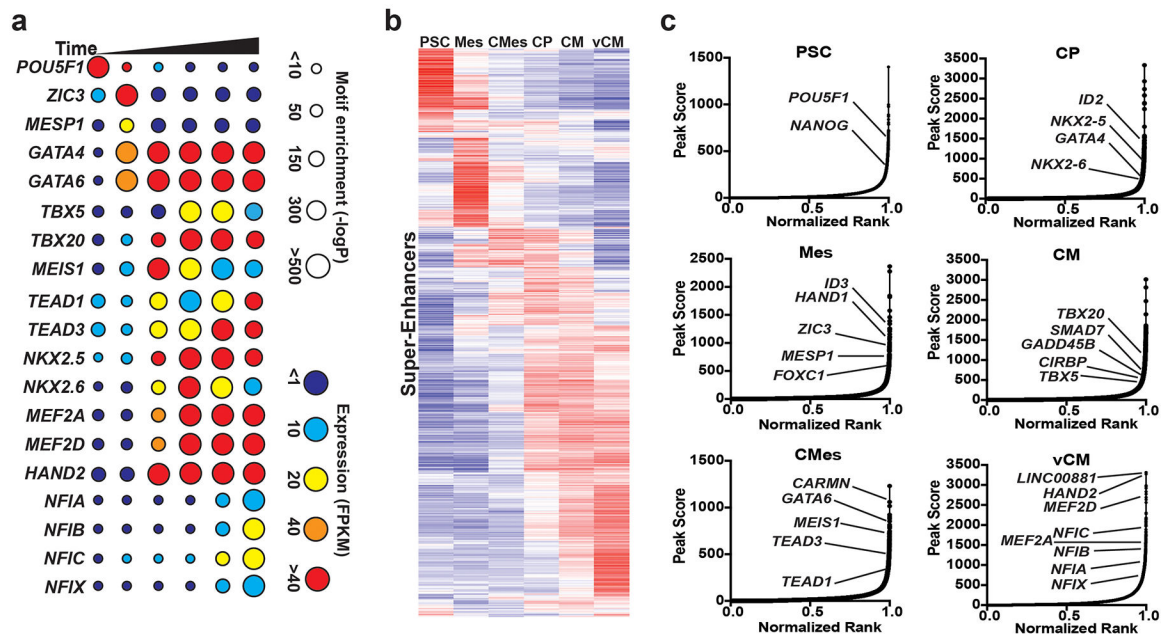 a
Time
POU5F1
ZIC3
MESP1
GATA4
GATA6
TBX5
TBX20
MEIS1
TEAD1
TEAD3
NKX2.5
NKX2.6
MEF2A
MEF2D
HAND2
NFIA
NFIB
NFIC
NFIX
<10
50
150
300
>500
Motif enrichment (-logP)
<1
10
20
40
>40
Expression (FPKM)
b
PSC Mes CMes CP CM vCM
Super-Enhancers
c
PSC
Peak Score
1500
1000
500
0
POU5F1
NANOG
0.0 0.5 1.0
Normalized Rank
CP
Peak Score
3500
3000
2500
2000
1500
1000
500
0
ID2
NKX2-5
GATA4
NKX2-6
0.0 0.5 1.0
Normalized Rank
Mes
Peak Score
2500
2000
1500
1000
500
0
ID3
HAND1
ZIC3
MESP1
FOXC1
0.0 0.5 1.0
Normalized Rank
CM
Peak Score
3500
3000
2500
2000
1500
1000
500
0
TBX20
SMAD7
GADD45B
CIRBP
TBX5
0.0 0.5 1.0
Normalized Rank
CMes
Peak Score
1500
1000
500
0
CARMN
GATA6
MEIS1
TEAD3
TEAD1
0.0 0.5 1.0
Normalized Rank
vCM
Peak Score
3500
3000
2500
2000
1500
1000
500
0
LINC00881
HAND2
MEF2D
NFIC
MEF2A
NFIB
NFIA
NFIX
0.0 0.5 1.0
Normalized Rank